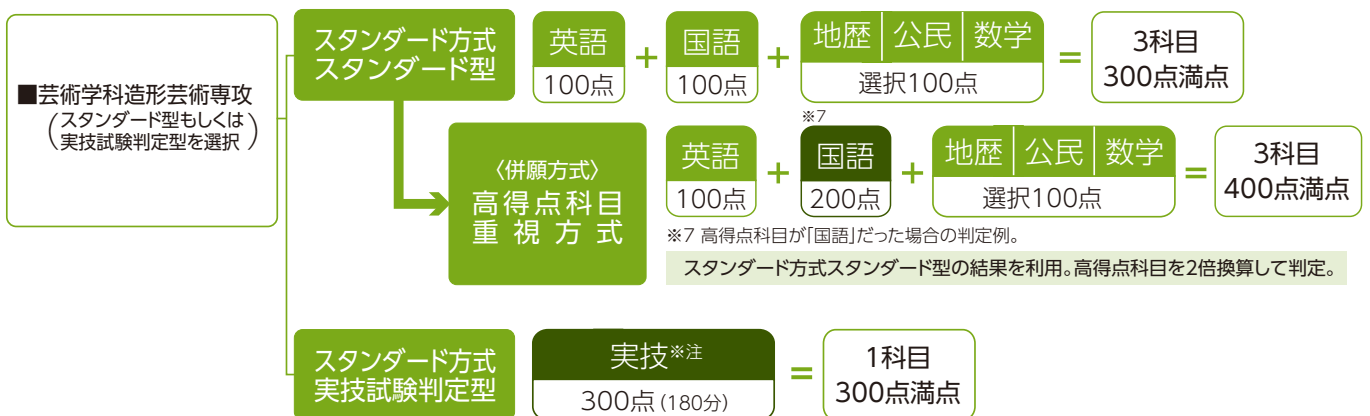 ■芸術学科造形芸術専攻
(スタンダード型もしくは
実技試験判定型を選択)
スタンダード方式
スタンダード型
英語
100点
+
国語
100点
+
地歴 公民 数学
選択100点
=
3科目
300点満点
〈併願方式〉
高得点科目
重視方式
英語
100点
+
※7
国語
200点
+
地歴 公民 数学
選択100点
=
3科目
400点満点
※7 高得点科目が「国語」だった場合の判定例。
スタンダード方式スタンダード型の結果を利用。高得点科目を2倍換算して判定。
スタンダード方式
実技試験判定型
実技※注
300点(180分)
=
1科目
300点満点